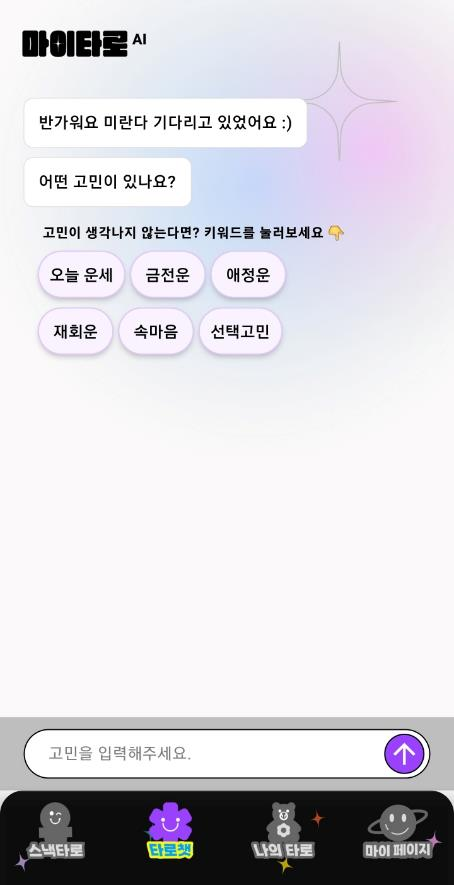 마이타로 AI
반가워요 미란다 기다리고 있었어요 :)
어떤 고민이 있나요?
고민이 생각나지 않는다면? 키워드를 눌러보세요 👇
오늘 운세 금전운 애정운
재회운 속마음 선택고민
고민을 입력해주세요.
스낵타로 타로챗 나의 타로 마이 페이지